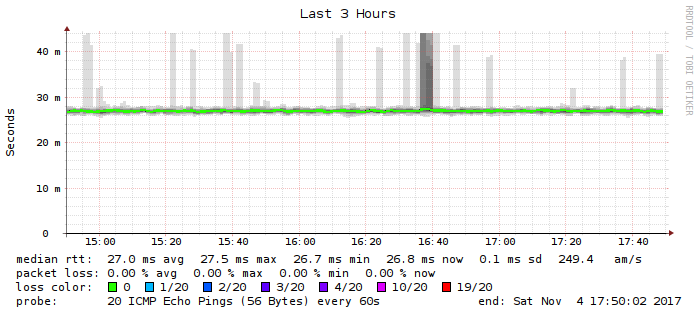 Last 3 Hours
RRDTOOL / TOBI OETIKER
Seconds
40 m
30 m
20 m
10 m
0
15:00 15:20 15:40 16:00 16:20 16:40 17:00 17:20 17:40
median rtt: 27.0 ms avg 27.5 ms max 26.7 ms min 26.8 ms now 0.1 ms sd 249.4 am/s
packet loss: 0.00 % avg 0.00 % max 0.00 % min 0.00 % now
loss color: 0 1/20 2/20 3/20 4/20 10/20 19/20
probe: 20 ICMP Echo Pings (56 Bytes) every 60s end: Sat Nov 4 17:50:02 2017